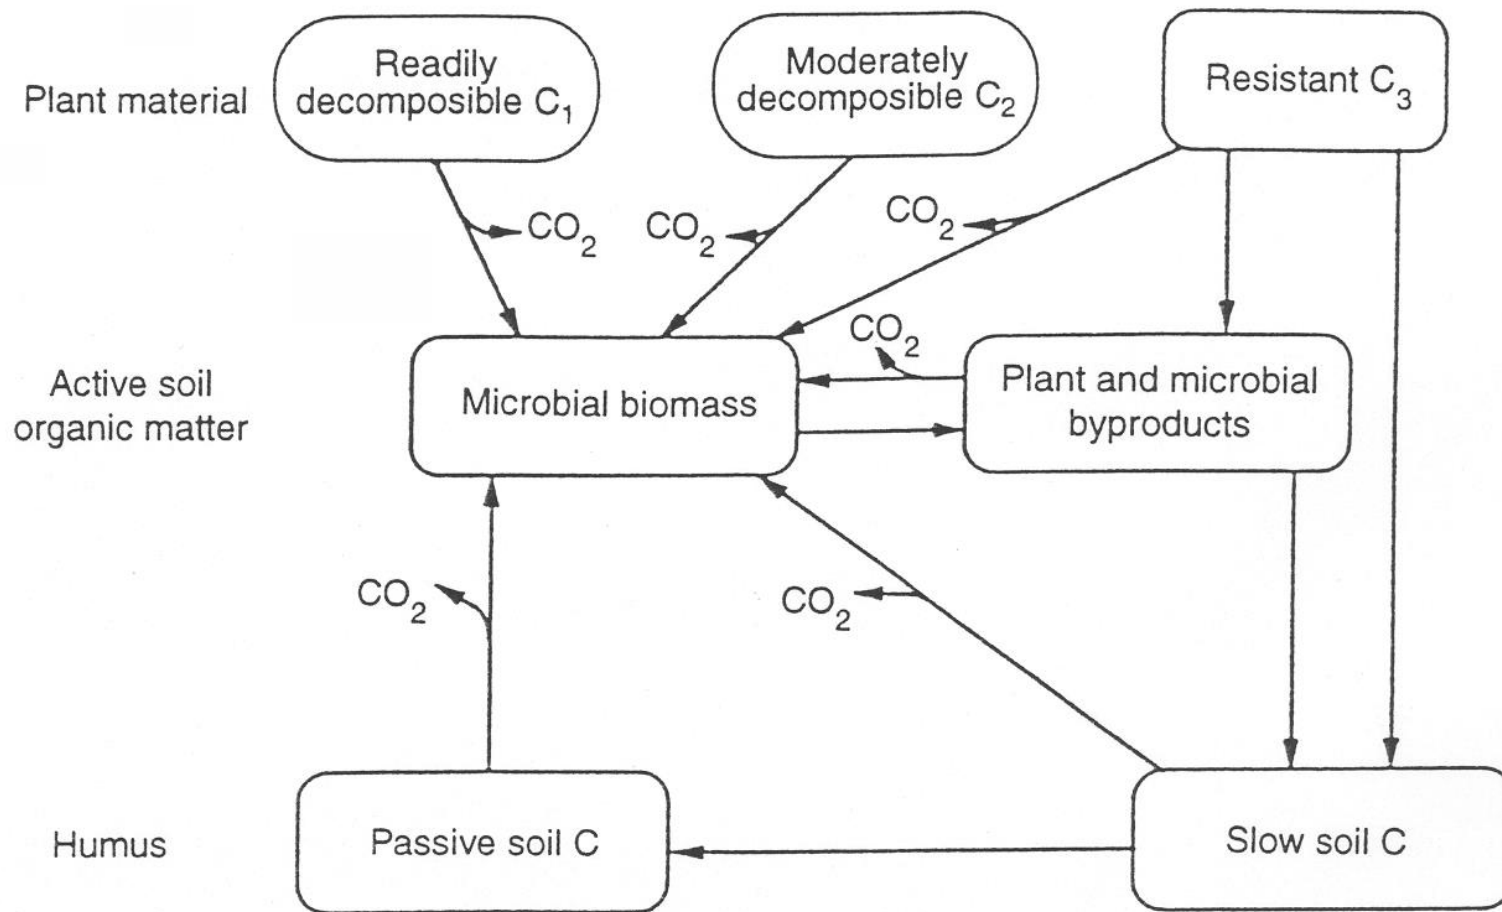 Plant material
Readily
decomposible C₁
Moderately
decomposible C₂
Resistant C₃
CO₂
CO₂
CO₂
CO₂
Active soil
organic matter
Microbial biomass
Plant and microbial
byproducts
CO₂
CO₂
Humus
Passive soil C
Slow soil C